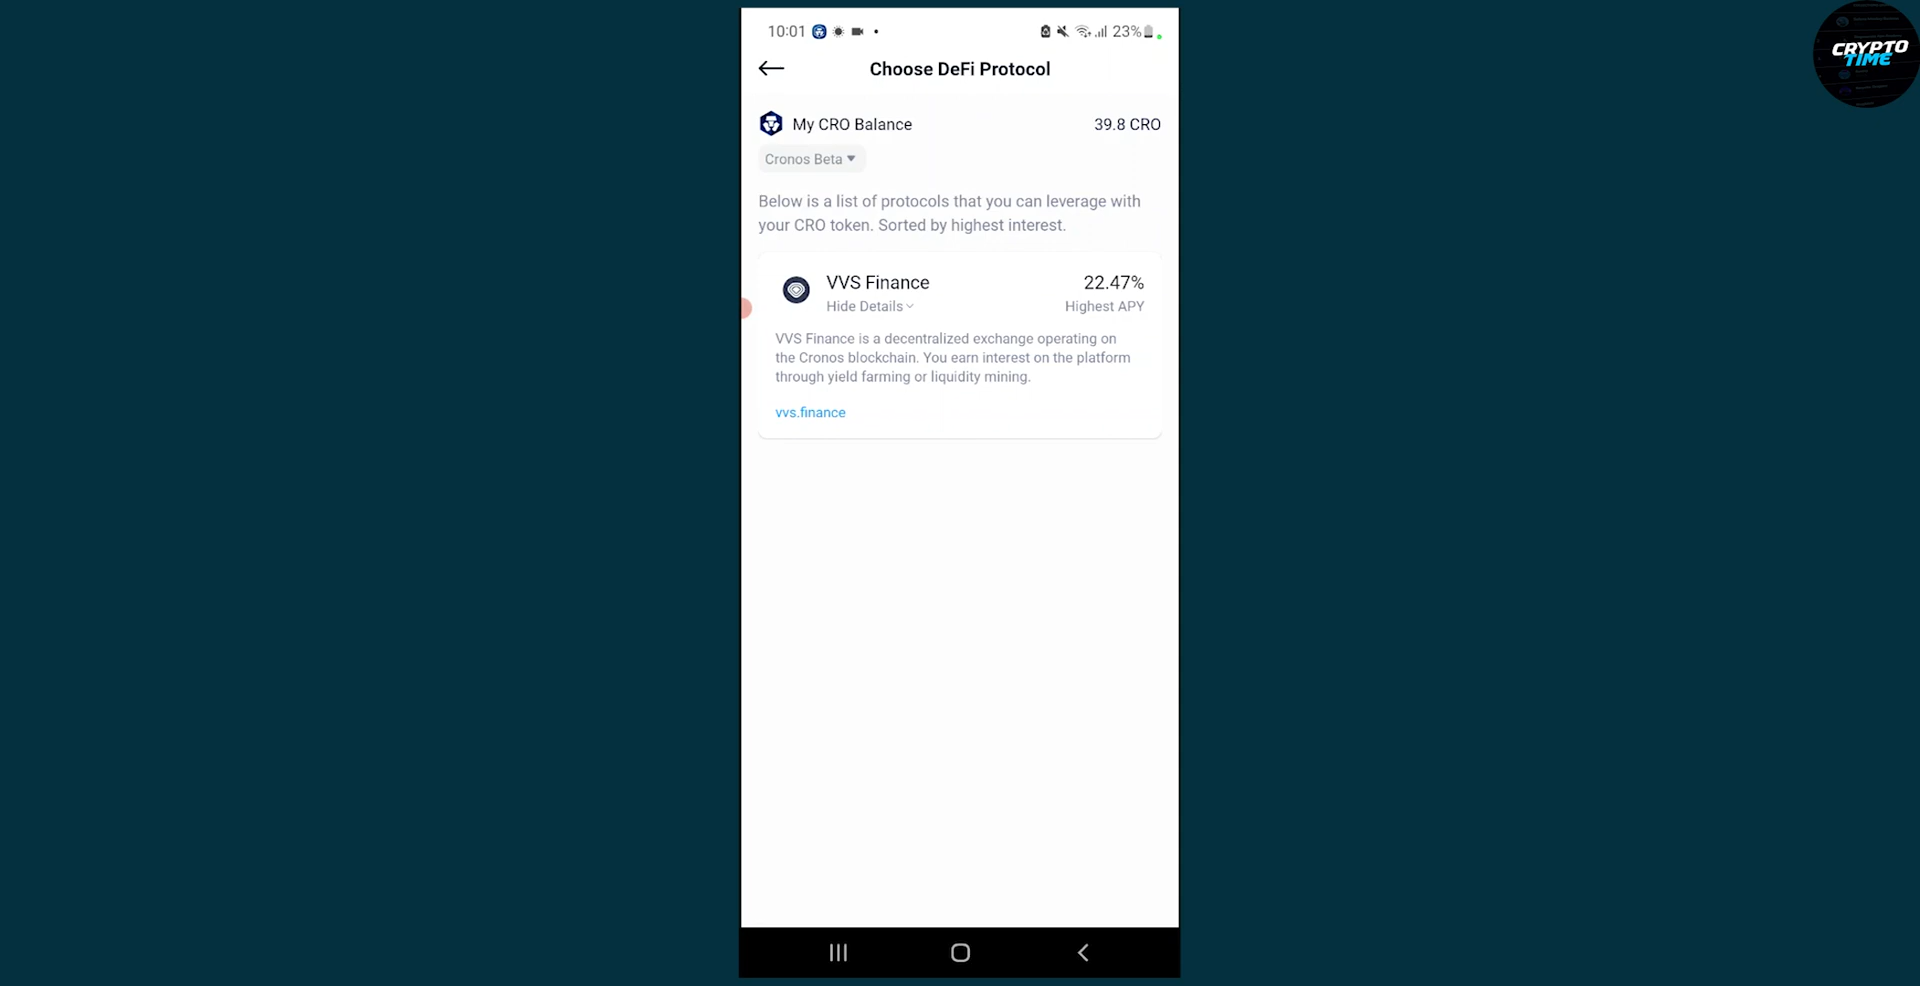 10:01
23%
CRYPTO
TIME
Choose DeFi Protocol
My CRO Balance
39.8 CRO
Cronos Beta
Below is a list of protocols that you can leverage with
your CRO token. Sorted by highest interest.
VVS Finance
22.47%
Hide Details
Highest APY
VVS Finance is a decentralized exchange operating on
the Cronos blockchain. You earn interest on the platform
through yield farming or liquidity mining.
vvs.finance